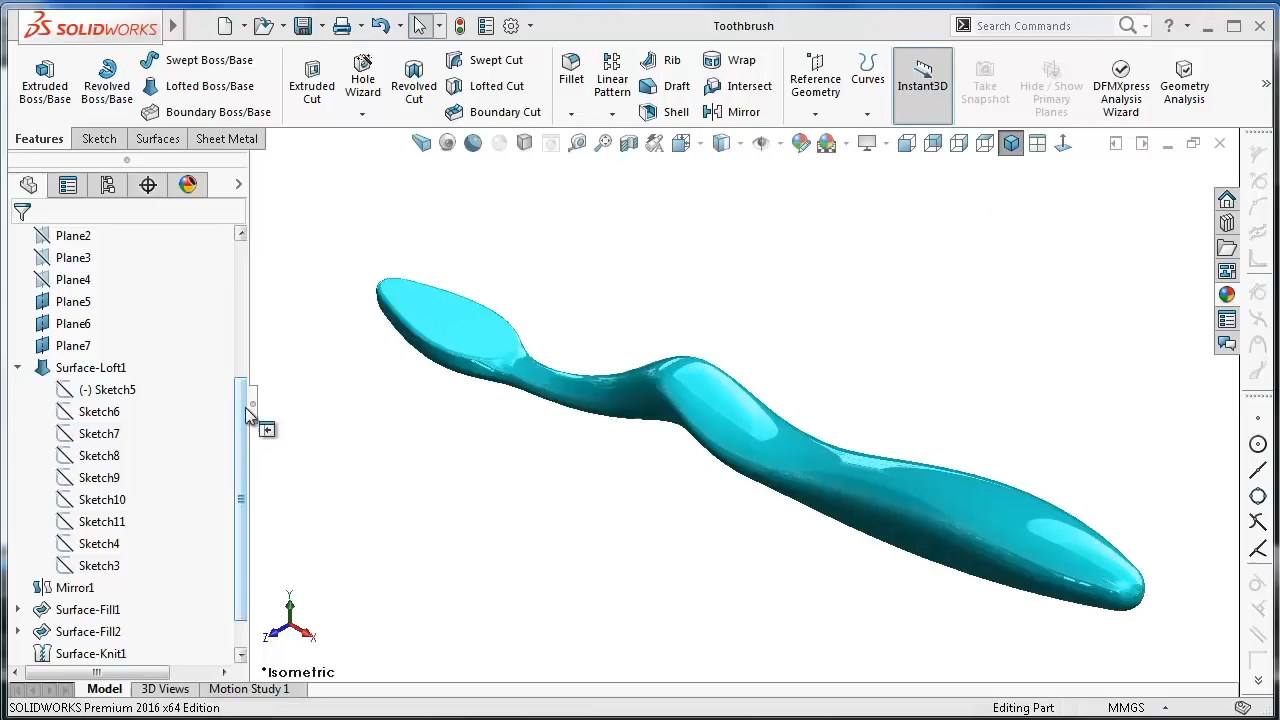 SOLIDWORKS
Toothbrush
Search Commands
?
Extruded
Boss/Base
Revolved
Boss/Base
Swept Boss/Base
Lofted Boss/Base
Boundary Boss/Base
Extruded
Cut
Hole
Wizard
Revolved
Cut
Swept Cut
Lofted Cut
Boundary Cut
Fillet
Linear
Pattern
Rib
Draft
Shell
Wrap
Intersect
Mirror
Reference
Geometry
Curves
Instant3D
Take
Snapshot
Hide / Show
Primary
Planes
DFMXpress
Analysis
Wizard
Geometry
Analysis
Features
Sketch
Surfaces
Sheet Metal
Plane2
Plane3
Plane4
Plane5
Plane6
Plane7
Surface-Loft1
(-) Sketch5
Sketch6
Sketch7
Sketch8
Sketch9
Sketch10
Sketch11
Sketch4
Sketch3
Mirror1
Surface-Fill1
Surface-Fill2
Surface-Knit1
Y
Z
X
*Isometric
Model
3D Views
Motion Study 1
SOLIDWORKS Premium 2016 x64 Edition
Editing Part
MMGS